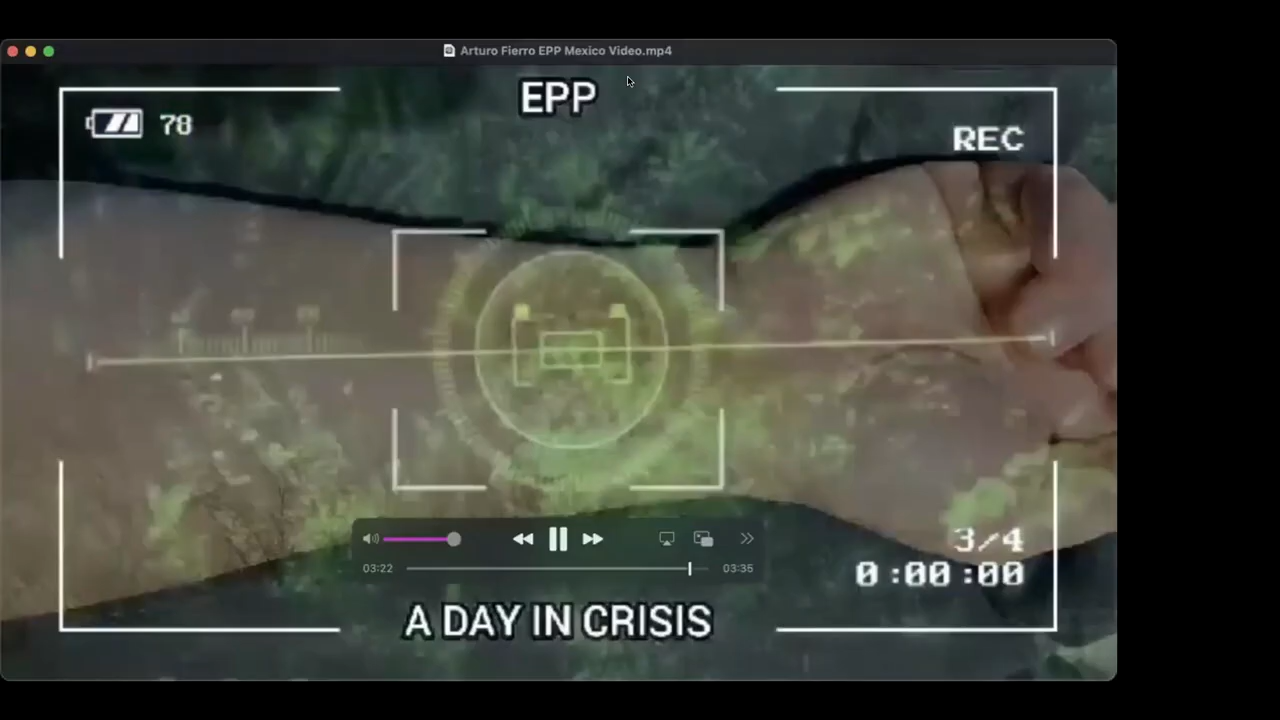 Arturo Fierro EPP Mexico Video.mp4
EPP
78
REC
3/4
0:00:00
03:22
03:35
A DAY IN CRISIS